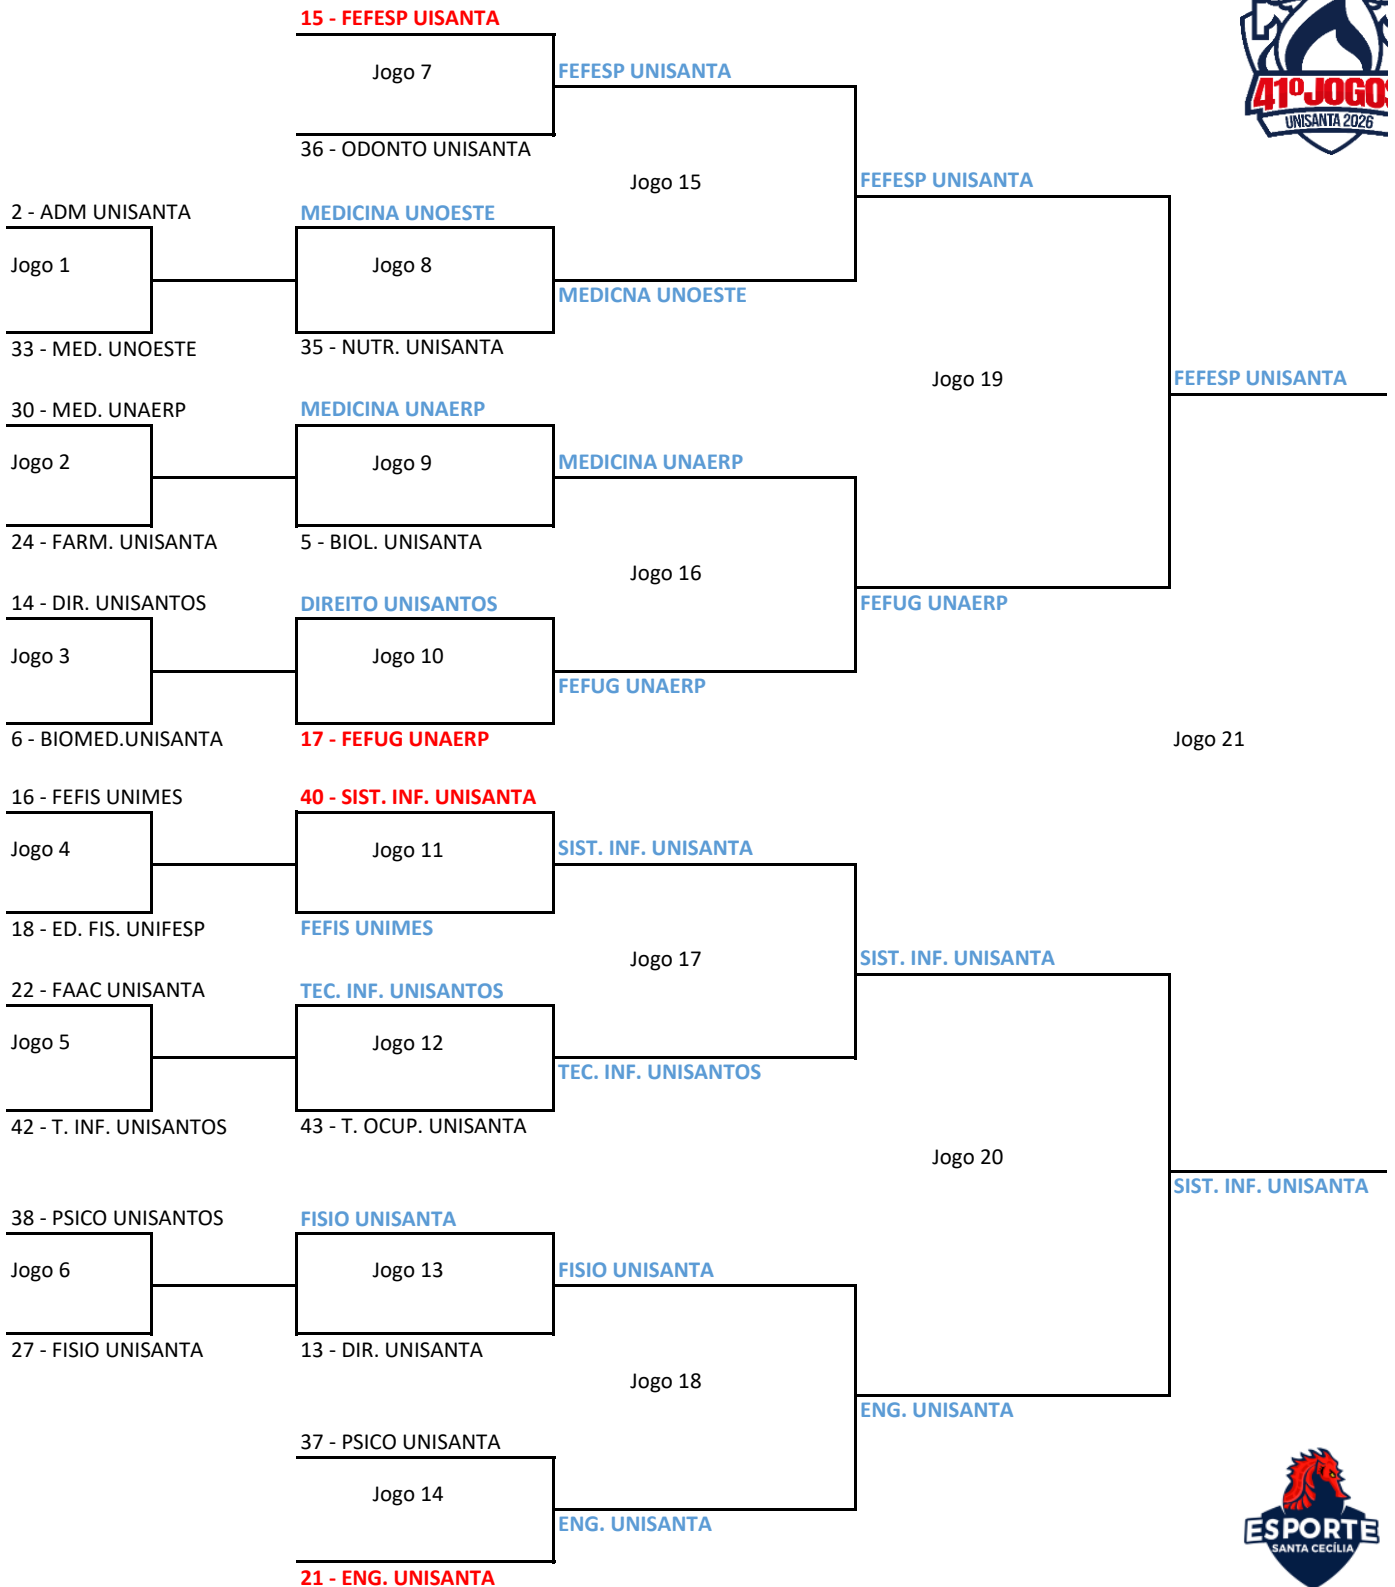 15 - FEFESP UISANTA
Jogo 7
FEFESP UNISANTA
41º JOGOS
UNISANTA 2026
36 - ODONTO UNISANTA
Jogo 15
FEFESP UNISANTA
2 - ADM UNISANTA
MEDICINA UNOESTE
Jogo 1
Jogo 8
MEDICNA UNOESTE
33 - MED. UNOESTE
35 - NUTR. UNISANTA
Jogo 19
FEFESP UNISANTA
30 - MED. UNAERP
MEDICINA UNAERP
Jogo 2
Jogo 9
MEDICINA UNAERP
24 - FARM. UNISANTA
5 - BIOL. UNISANTA
Jogo 16
14 - DIR. UNISANTOS
DIREITO UNISANTOS
FEFUG UNAERP
Jogo 3
Jogo 10
FEFUG UNAERP
6 - BIOMED.UNISANTA
17 - FEFUG UNAERP
Jogo 21
16 - FEFIS UNIMES
40 - SIST. INF. UNISANTA
Jogo 4
Jogo 11
SIST. INF. UNISANTA
18 - ED. FIS. UNIFESP
FEFIS UNIMES
Jogo 17
SIST. INF. UNISANTA
22 - FAAC UNISANTA
TEC. INF. UNISANTOS
Jogo 5
Jogo 12
TEC. INF. UNISANTOS
42 - T. INF. UNISANTOS
43 - T. OCUP. UNISANTA
Jogo 20
SIST. INF. UNISANTA
38 - PSICO UNISANTOS
FISIO UNISANTA
Jogo 6
Jogo 13
FISIO UNISANTA
27 - FISIO UNISANTA
13 - DIR. UNISANTA
Jogo 18
ENG. UNISANTA
37 - PSICO UNISANTA
Jogo 14
ENG. UNISANTA
ESPORTE
SANTA CECÍLIA
21 - ENG. UNISANTA